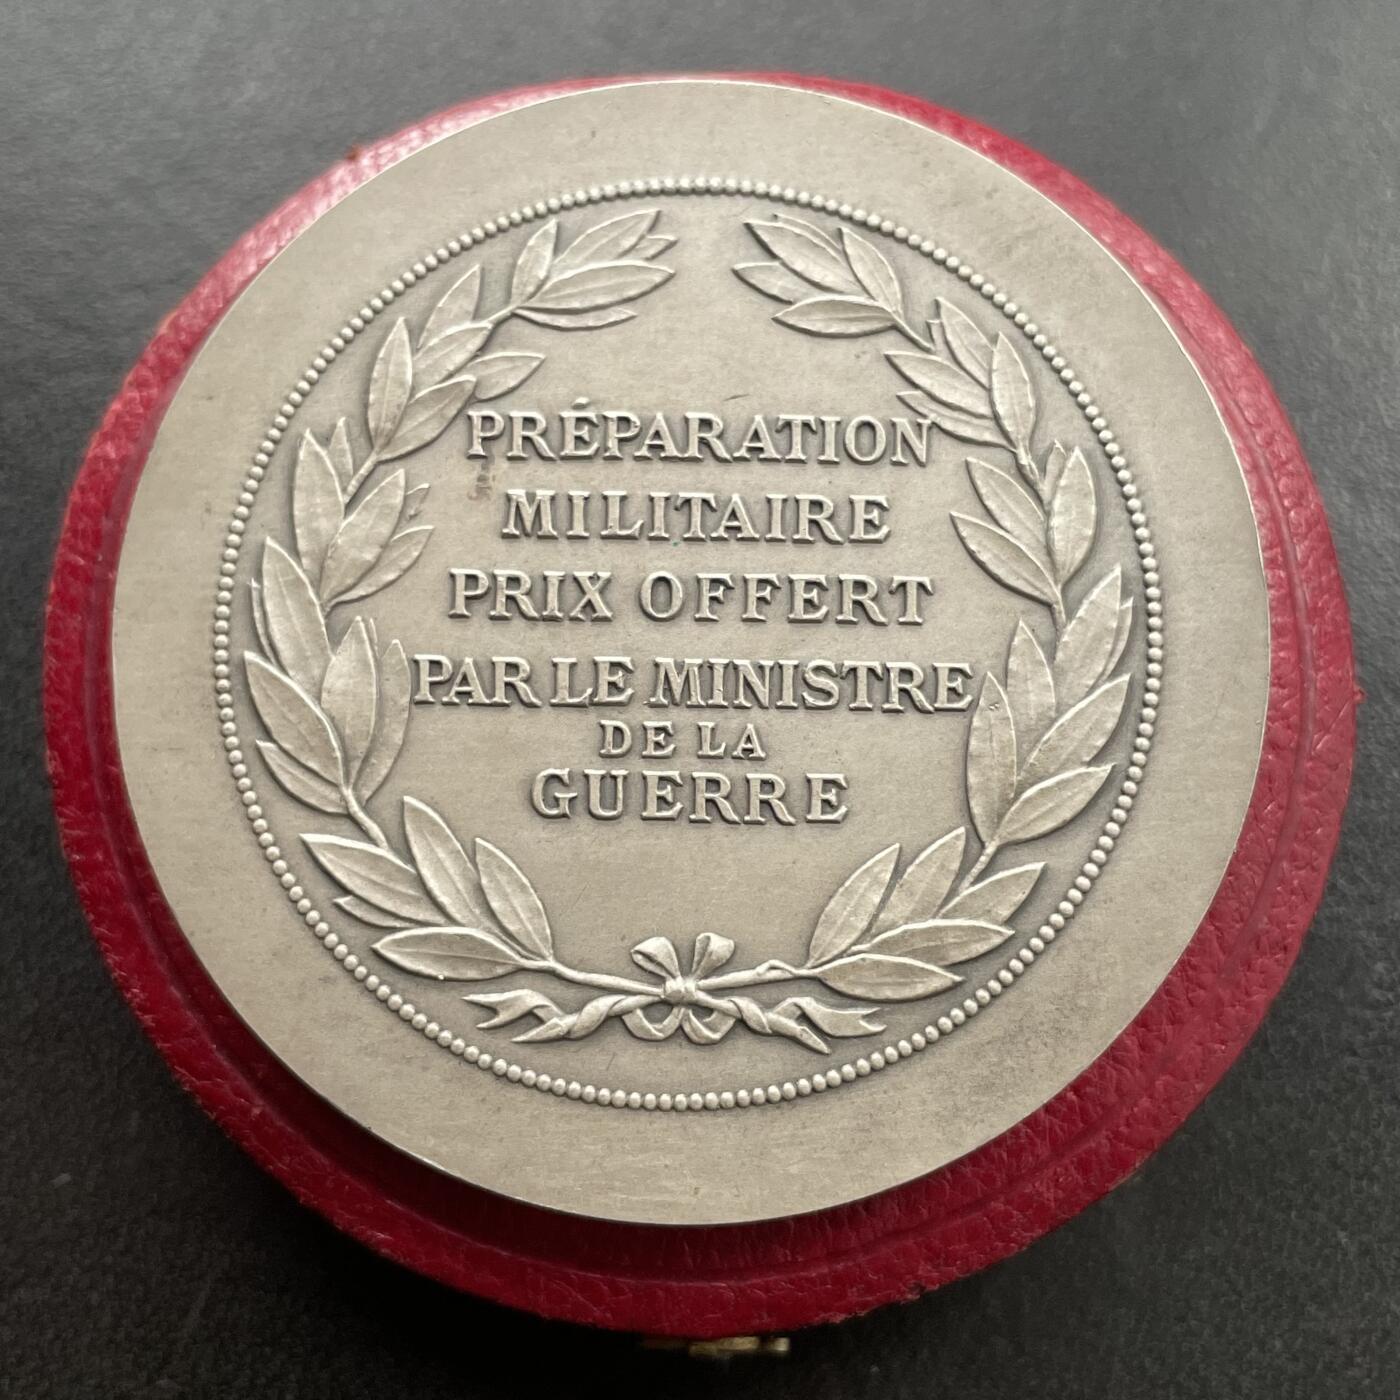 PRÉPARATION
MILITAIRE
PRIX OFFERT
PAR LE MINISTRE
DE LA
GUERRE